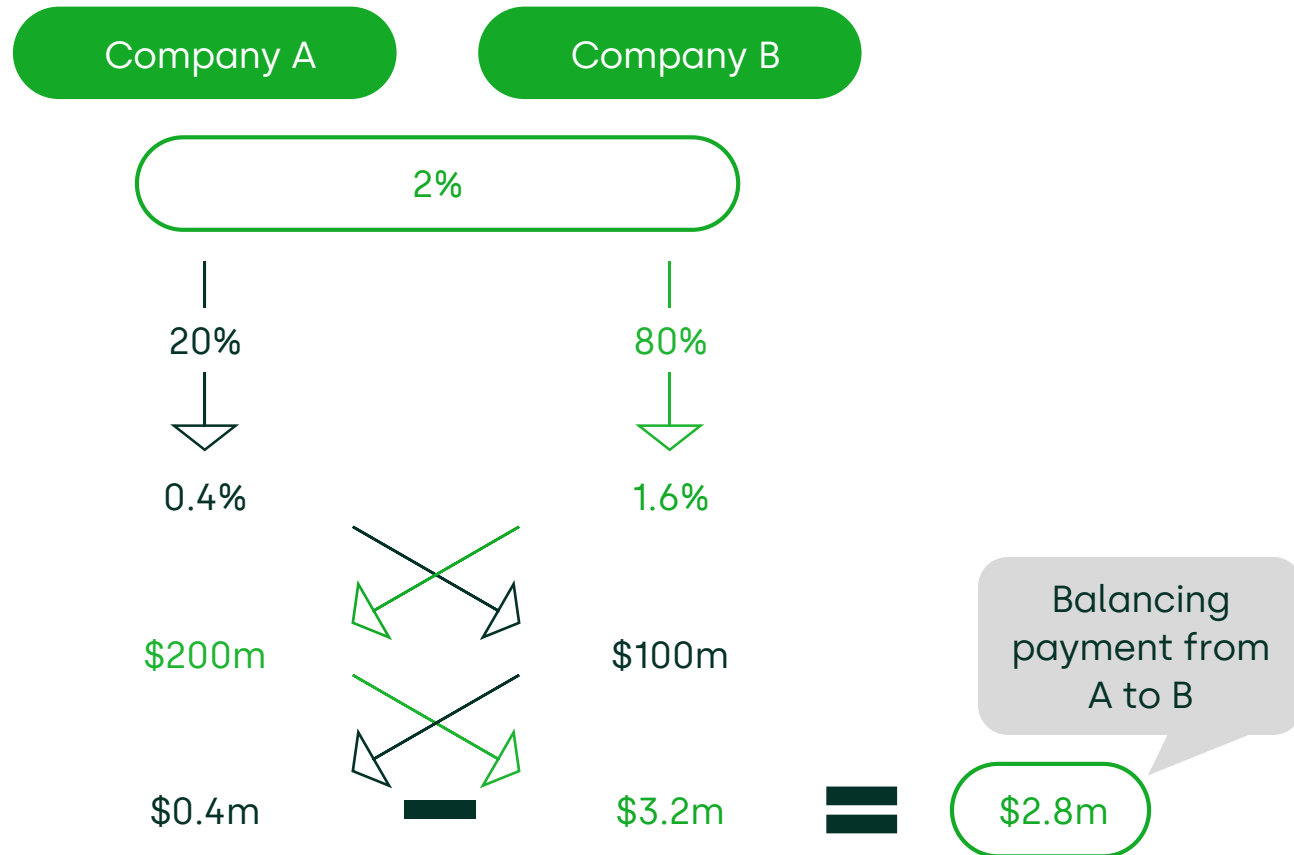 Company A
Company B
2%
20%
80%
0.4%
1.6%
$200m
$100m
Balancing
payment from
A to B
$0.4m
$3.2m
$2.8m